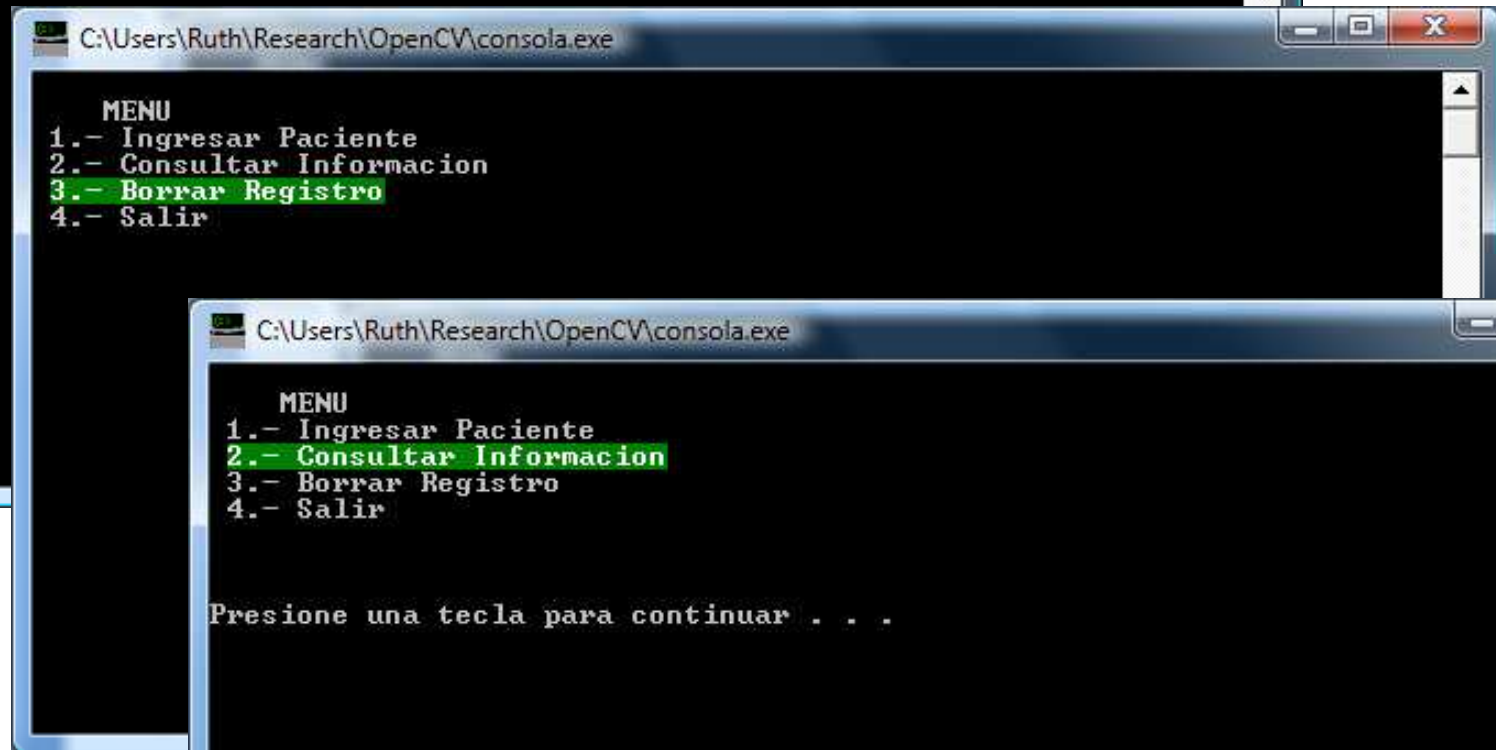 C:\Users\Ruth\Research\OpenCV\consola.exe
MENU
1.- Ingresar Paciente
2.- Consultar Informacion
3.- Borrar Registro
4.- Salir
C:\Users\Ruth\Research\OpenCV\consola.exe
MENU
1.- Ingresar Paciente
2.- Consultar Informacion
3.- Borrar Registro
4.- Salir
Presione una tecla para continuar . . .